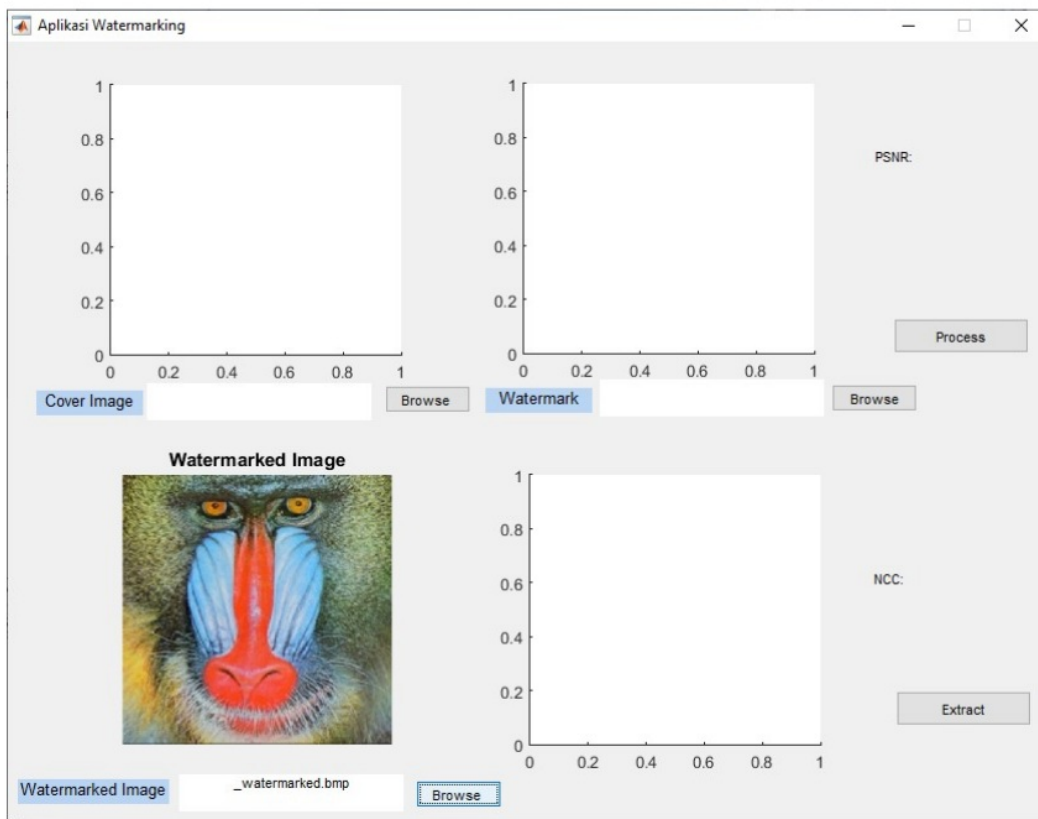 Aplikasi Watermarking
1
0.8
0.6
0.4
0.2
0
0 0.2 0.4 0.6 0.8 1
Cover Image
Browse
1
0.8
0.6
0.4
0.2
0
0 0.2 0.4 0.6 0.8 1
Watermark
Browse
PSNR:
Process
Watermarked Image
Watermarked Image
_watermarked.bmp
Browse
1
0.8
0.6
0.4
0.2
0
0 0.2 0.4 0.6 0.8 1
NCC:
Extract